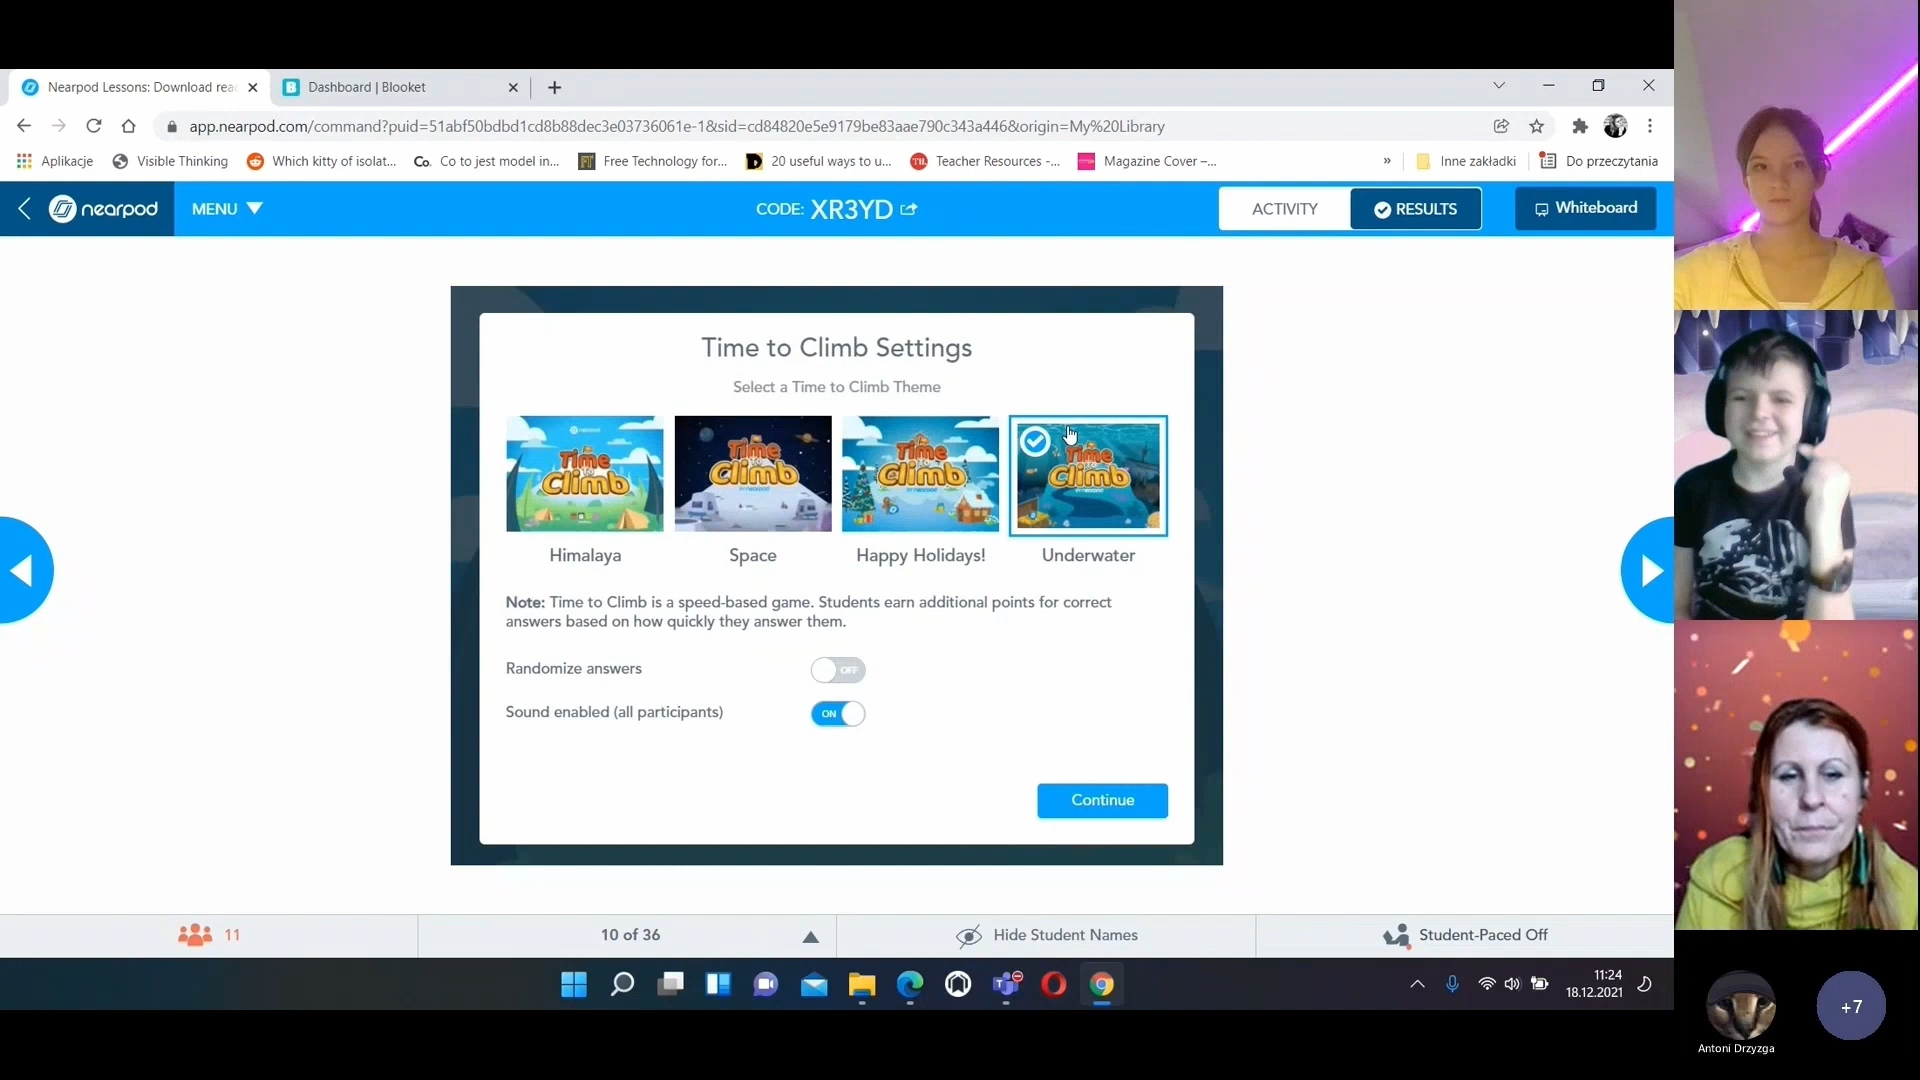 Nearpod Lessons: Download rea
Dashboard | Blooket
app.nearpod.com/command?puid=51abf50bdbd1cd8b88dec3e03736061e-1&sid=cd84820e5e9179be83aae790c343a446&origin=My%20Library
Aplikacje
Visible Thinking
Which kitty of isolat...
Co. Co to jest model in...
FT Free Technology for...
D 20 useful ways to u...
Teacher Resources -...
Magazine Cover –...
»
Inne zakładki
Do przeczytania
nearpod
MENU
CODE: XR3YD
ACTIVITY
RESULTS
Whiteboard
Time to Climb Settings
Select a Time to Climb Theme
Time to Climb
Time to Climb
Time to Climb
Time to Climb
Himalaya
Space
Happy Holidays!
Underwater
Note: Time to Climb is a speed-based game. Students earn additional points for correct
answers based on how quickly they answer them.
Randomize answers
OFF
Sound enabled (all participants)
ON
Continue
11
10 of 36
Hide Student Names
Student-Paced Off
11:24
18.12.2021
Antoni Drzyzga
+7